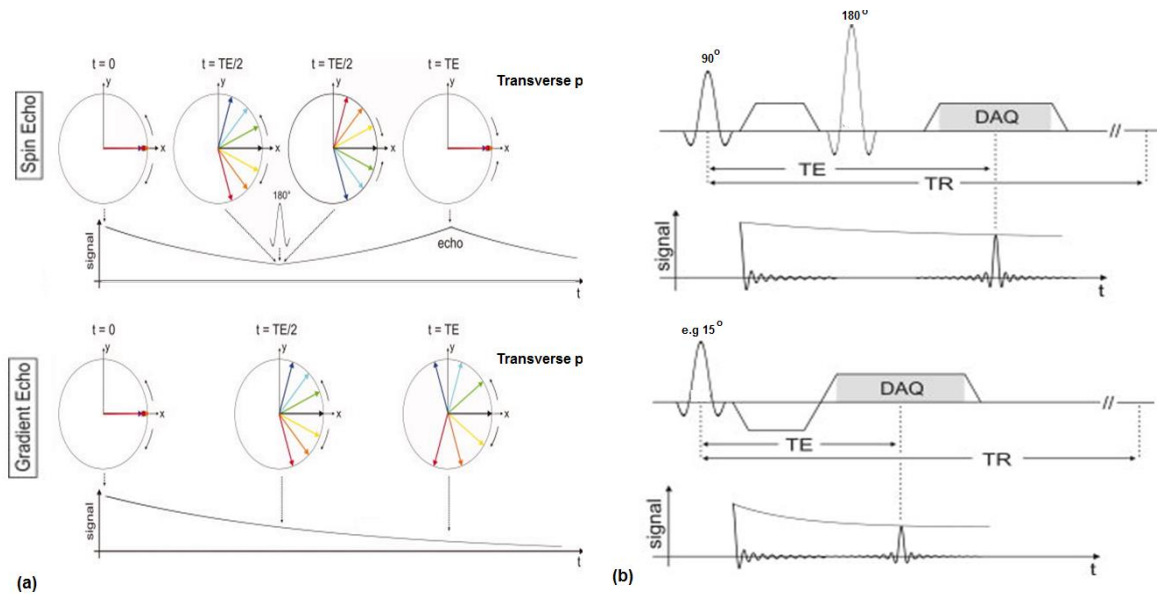 t = 0
t = TE/2
t = TE/2
t = TE
Transverse p
Spin Echo
y
y
y
y
x
x
x
x
180°
signal
echo
t
t = 0
t = TE/2
t = TE
Transverse p
Gradient Echo
y
y
y
x
x
x
signal
t
(a)
90°
180°
DAQ
//
TE
TR
signal
t
e.g 15°
DAQ
//
TE
TR
signal
t
(b)